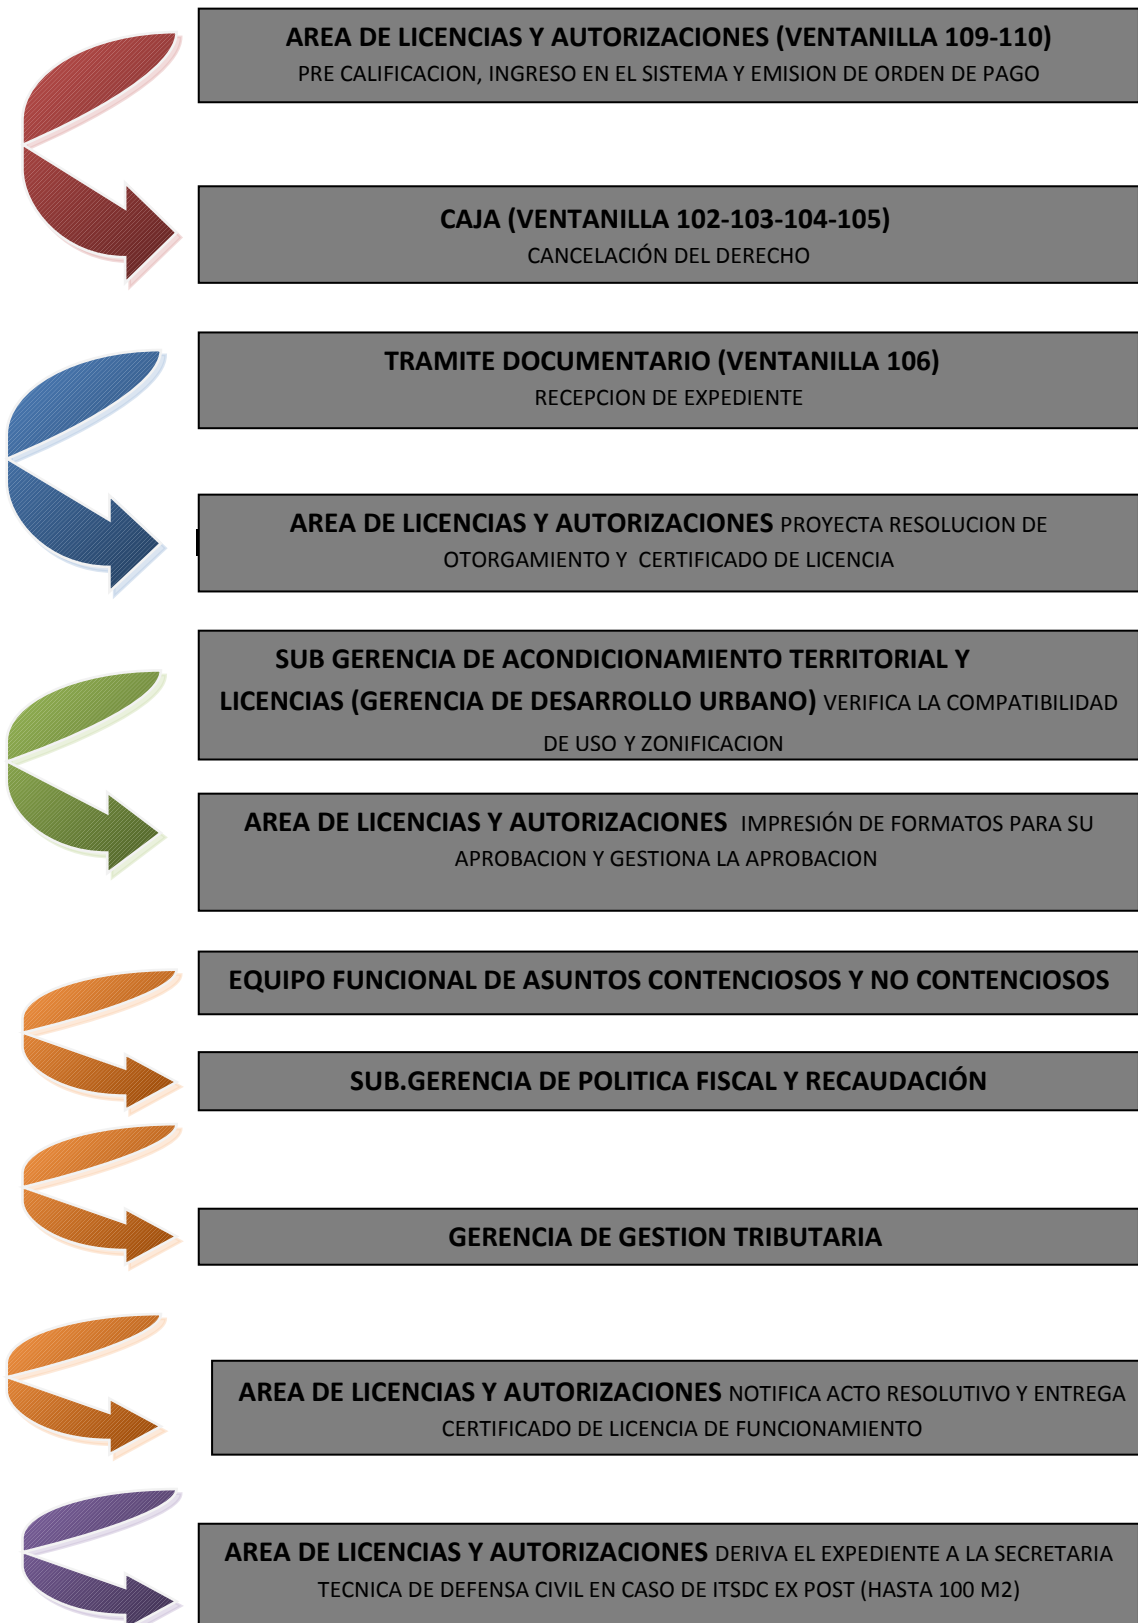 AREA DE LICENCIAS Y AUTORIZACIONES (VENTANILLA 109-110)
PRE CALIFICACION, INGRESO EN EL SISTEMA Y EMISION DE ORDEN DE PAGO
CAJA (VENTANILLA 102-103-104-105)
CANCELACIÓN DEL DERECHO
TRAMITE DOCUMENTARIO (VENTANILLA 106)
RECEPCION DE EXPEDIENTE
AREA DE LICENCIAS Y AUTORIZACIONES PROYECTA RESOLUCION DE
OTORGAMIENTO Y CERTIFICADO DE LICENCIA
SUB GERENCIA DE ACONDICIONAMIENTO TERRITORIAL Y
LICENCIAS (GERENCIA DE DESARROLLO URBANO) VERIFICA LA COMPATIBILIDAD
DE USO Y ZONIFICACION
AREA DE LICENCIAS Y AUTORIZACIONES IMPRESIÓN DE FORMATOS PARA SU
APROBACION Y GESTIONA LA APROBACION
EQUIPO FUNCIONAL DE ASUNTOS CONTENCIOSOS Y NO CONTENCIOSOS
SUB.GERENCIA DE POLITICA FISCAL Y RECAUDACIÓN
GERENCIA DE GESTION TRIBUTARIA
AREA DE LICENCIAS Y AUTORIZACIONES NOTIFICA ACTO RESOLUTIVO Y ENTREGA
CERTIFICADO DE LICENCIA DE FUNCIONAMIENTO
AREA DE LICENCIAS Y AUTORIZACIONES DERIVA EL EXPEDIENTE A LA SECRETARIA
TECNICA DE DEFENSA CIVIL EN CASO DE ITSDC EX POST (HASTA 100 M2)